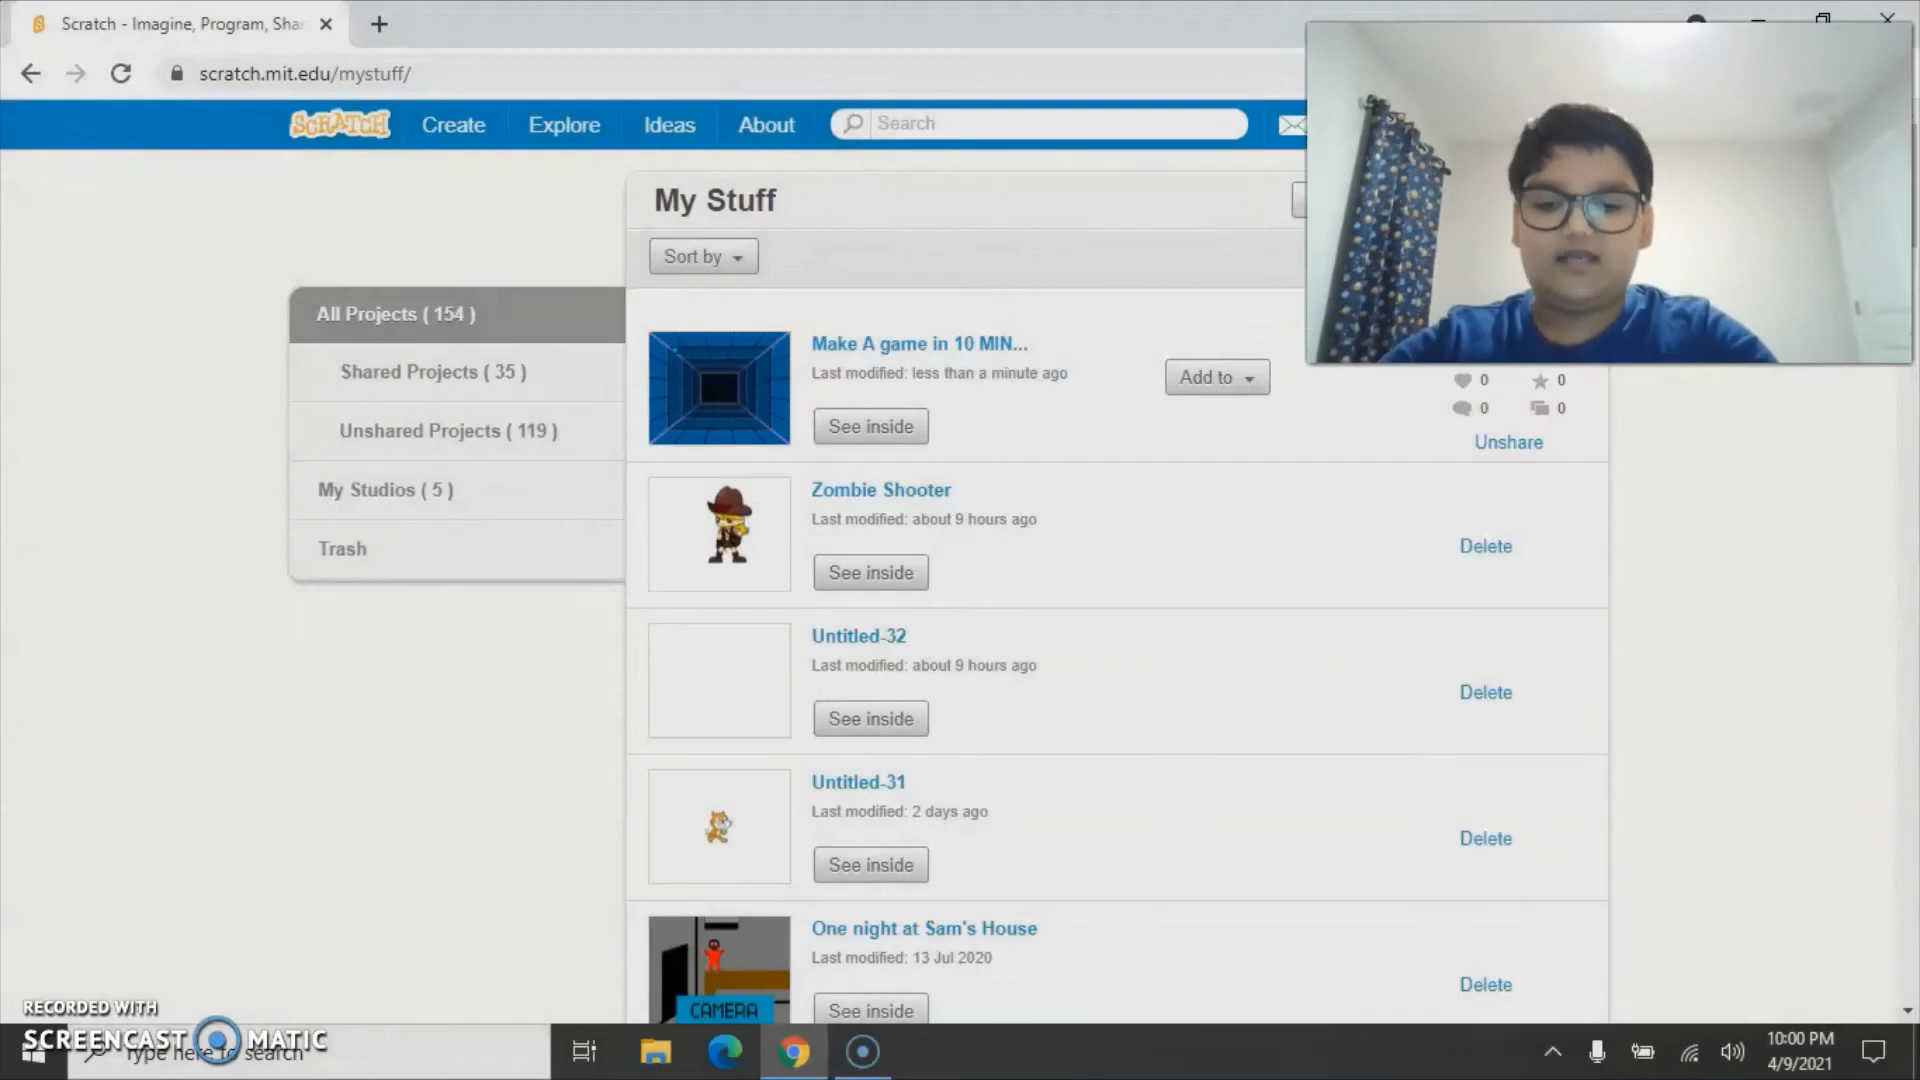 Scratch - Imagine, Program, Sha
scratch.mit.edu/mystuff/
SCRATCH
Create
Explore
Ideas
About
Search
My Stuff
Sort by
All Projects ( 154 )
Shared Projects ( 35 )
Unshared Projects ( 119 )
My Studios ( 5 )
Trash
Make A game in 10 MIN...
Last modified: less than a minute ago
Add to
See inside
0 0
0 0
Unshare
Zombie Shooter
Last modified: about 9 hours ago
See inside
Delete
Untitled-32
Last modified: about 9 hours ago
See inside
Delete
Untitled-31
Last modified: 2 days ago
See inside
Delete
One night at Sam's House
Last modified: 13 Jul 2020
See inside
Delete
CAMERA
RECORDED WITH
SCREENCAST MATIC
Type here to search
10:00 PM
4/9/2021